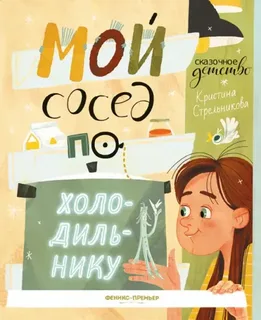 МОЙ
сказочное
детство
Кристина
Стрельникова
сосед
по
ХОЛО-
ДИЛЬ-
НИКУ
ФЕНИКС-ПРЕМЬЕР